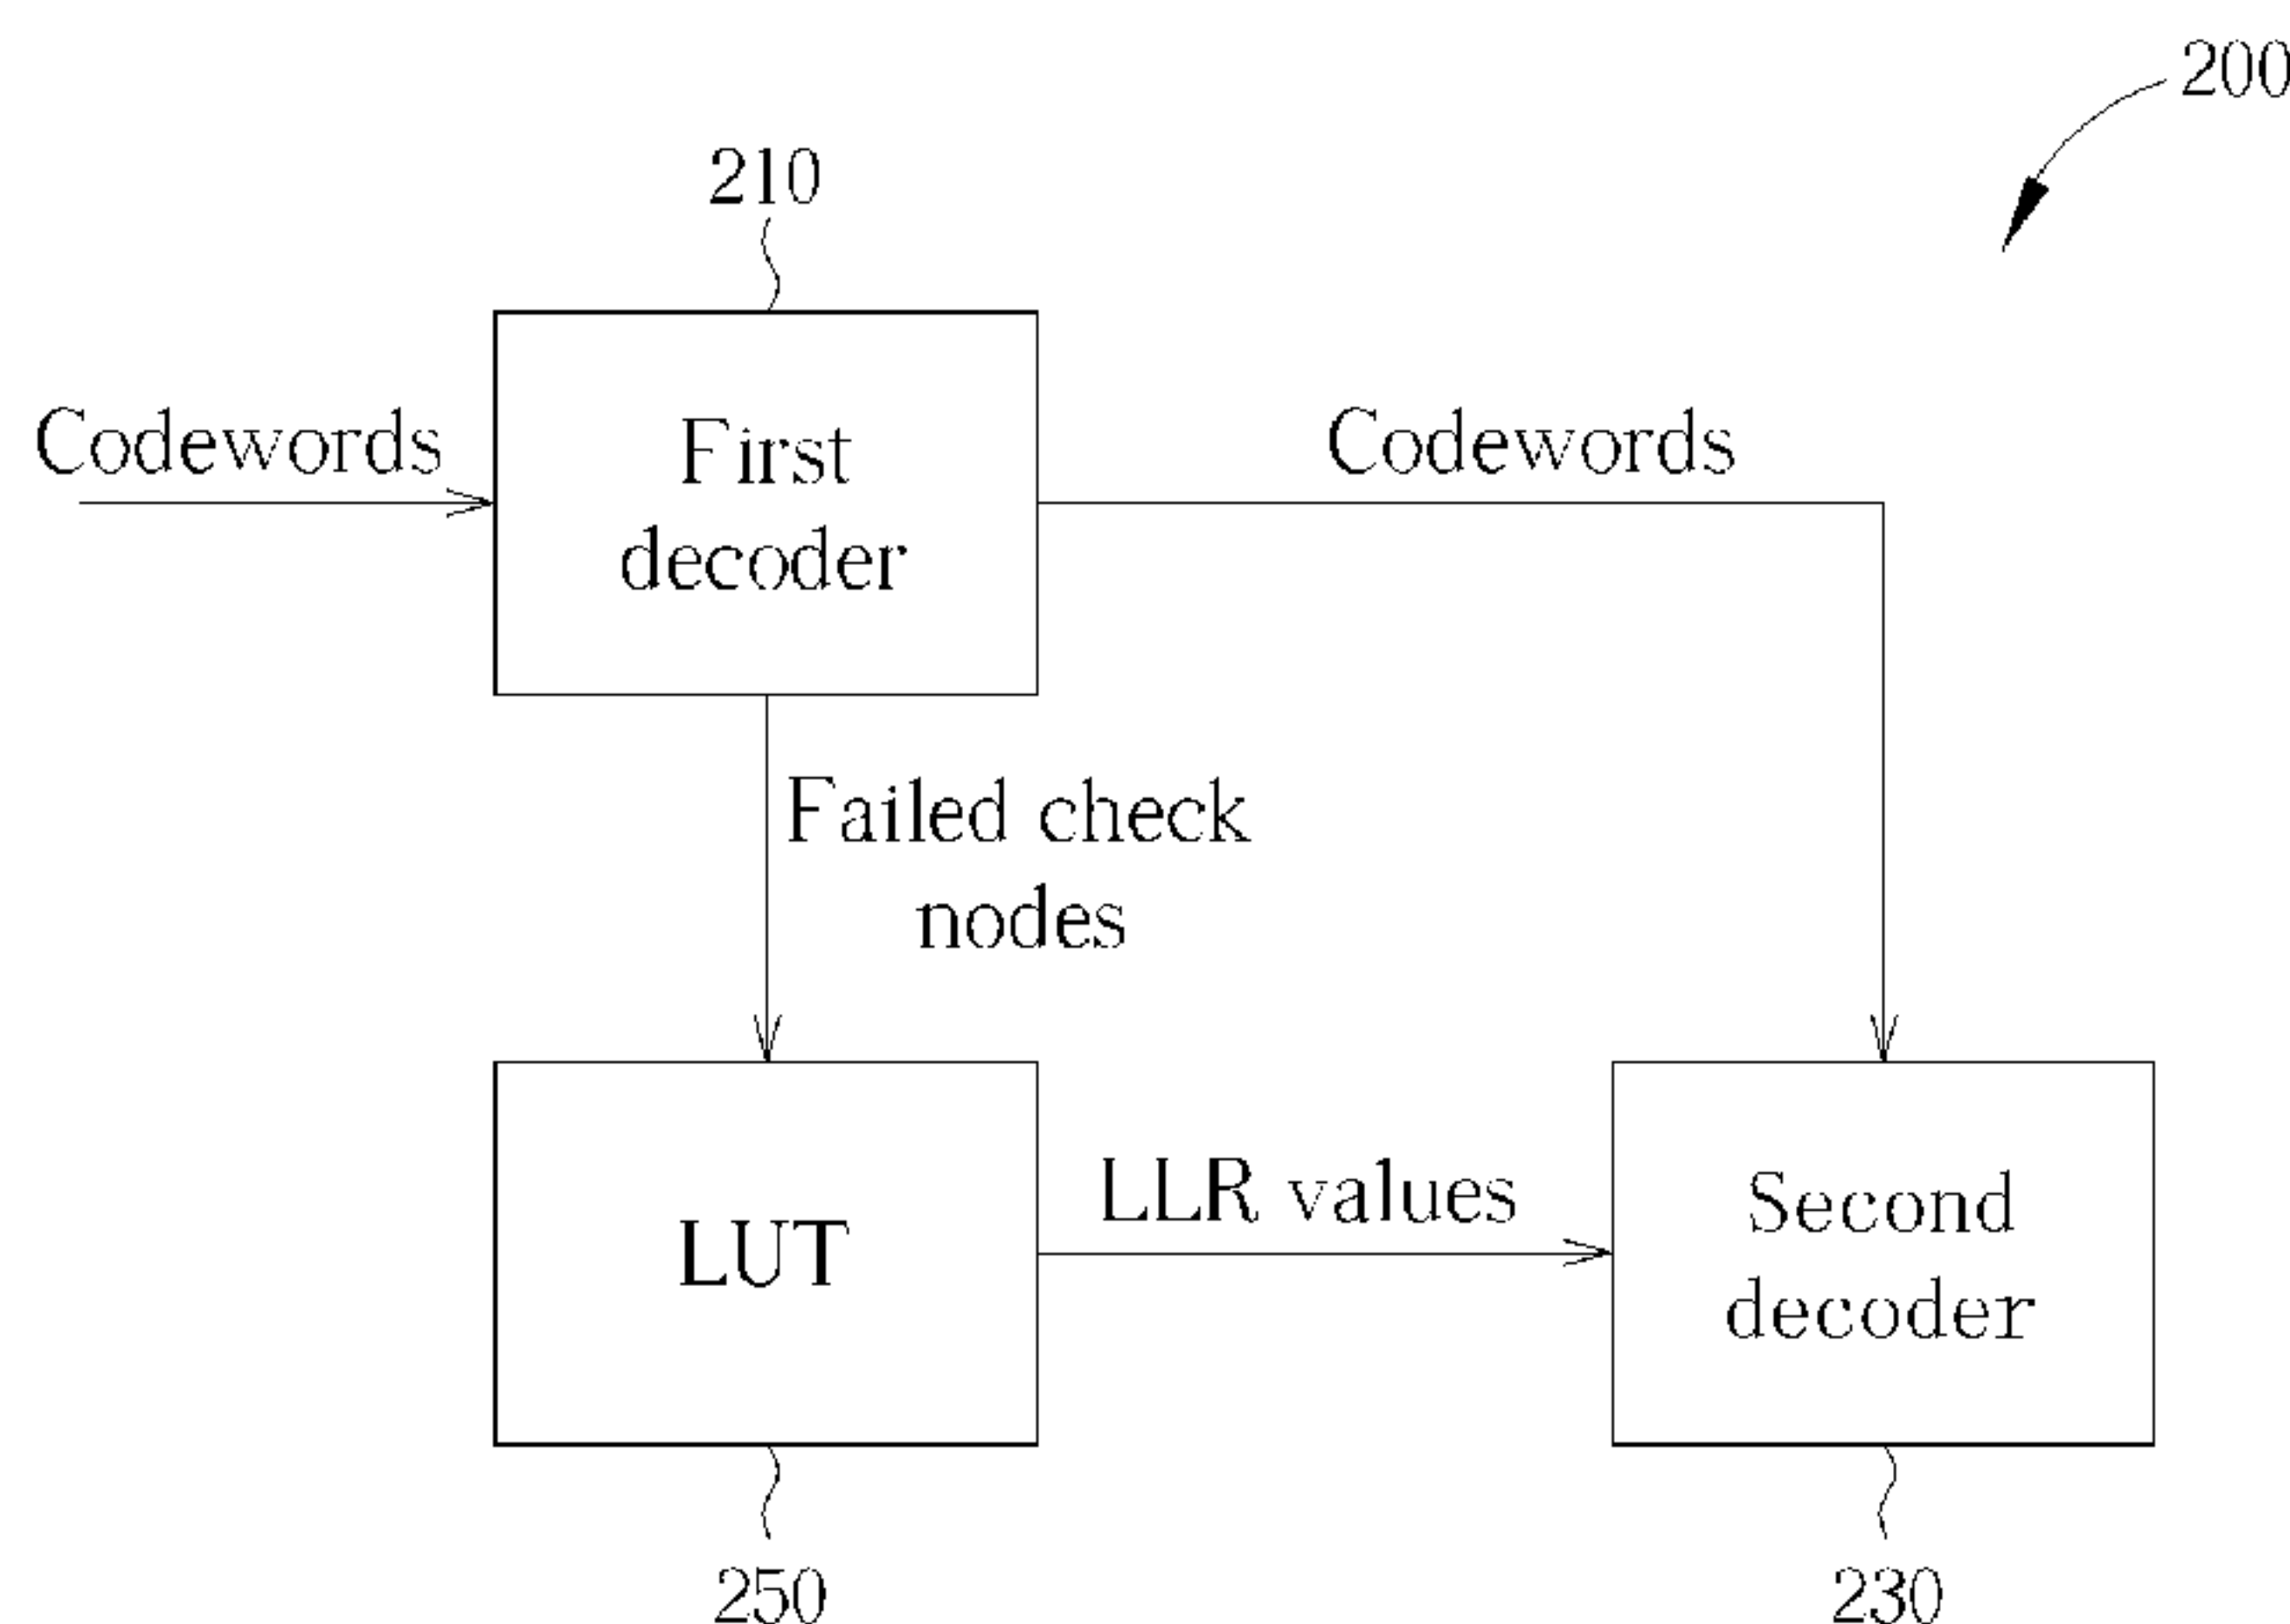 200
210
Codewords
First
decoder
Codewords
Failed check
nodes
LUT
LLR values
Second
decoder
250
230